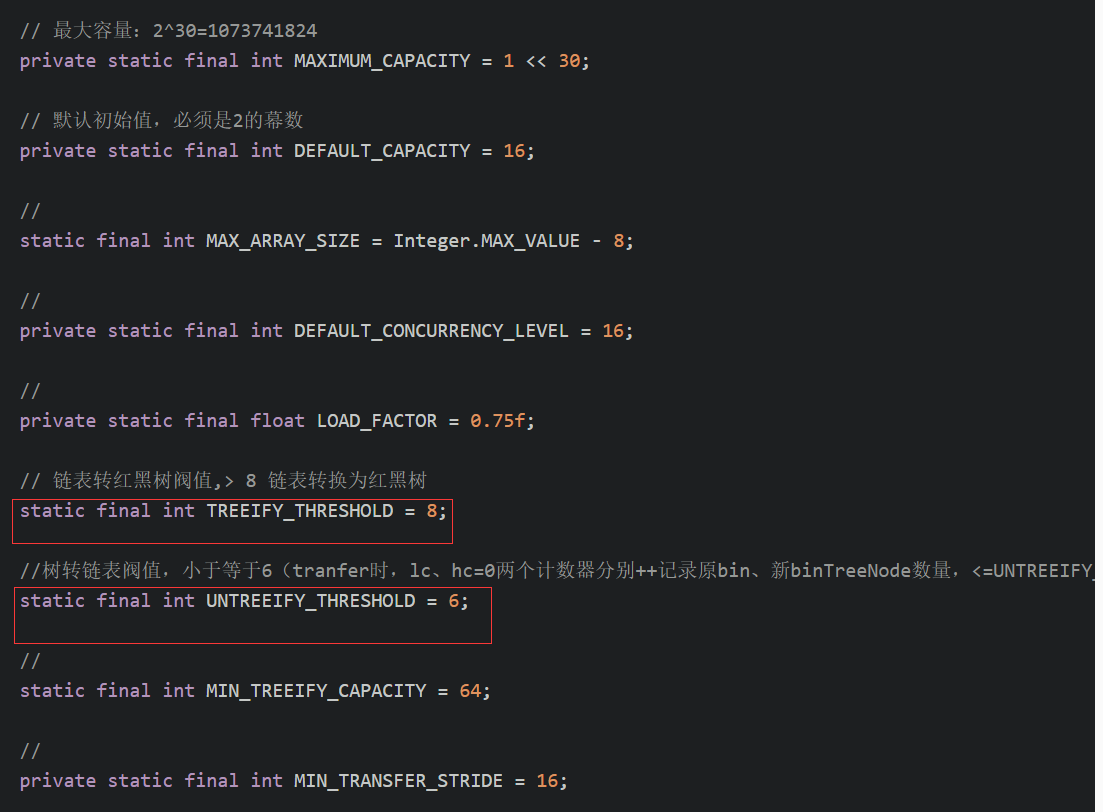 // 最大容量：2^30=1073741824
private static final int MAXIMUM_CAPACITY = 1 << 30;
// 默认初始值，必须是2的幕数
private static final int DEFAULT_CAPACITY = 16;
//
static final int MAX_ARRAY_SIZE = Integer.MAX_VALUE - 8;
//
private static final int DEFAULT_CONCURRENCY_LEVEL = 16;
//
private static final float LOAD_FACTOR = 0.75f;
// 链表转红黑树阀值,> 8 链表转换为红黑树
static final int TREEIFY_THRESHOLD = 8;
//树转链表阀值，小于等于6（tranfer时，lc、hc=0两个计数器分别++记录原bin、新binTreeNode数量，<=UNTREEIFY_
static final int UNTREEIFY_THRESHOLD = 6;
//
static final int MIN_TREEIFY_CAPACITY = 64;
//
private static final int MIN_TRANSFER_STRIDE = 16;